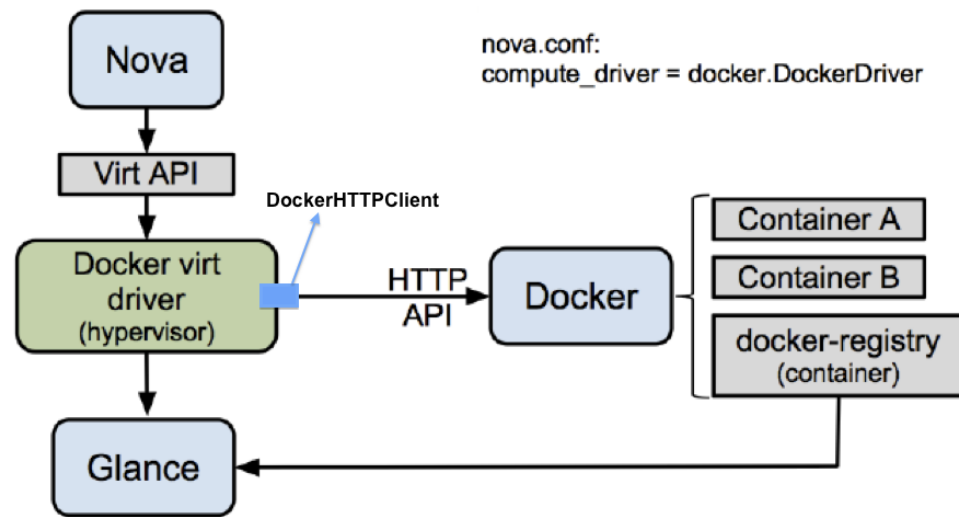 Nova
nova.conf:
compute_driver = docker.DockerDriver
Virt API
DockerHTTPClient
Docker virt
driver
(hypervisor)
HTTP
API
Docker
Container A
Container B
docker-registry
(container)
Glance